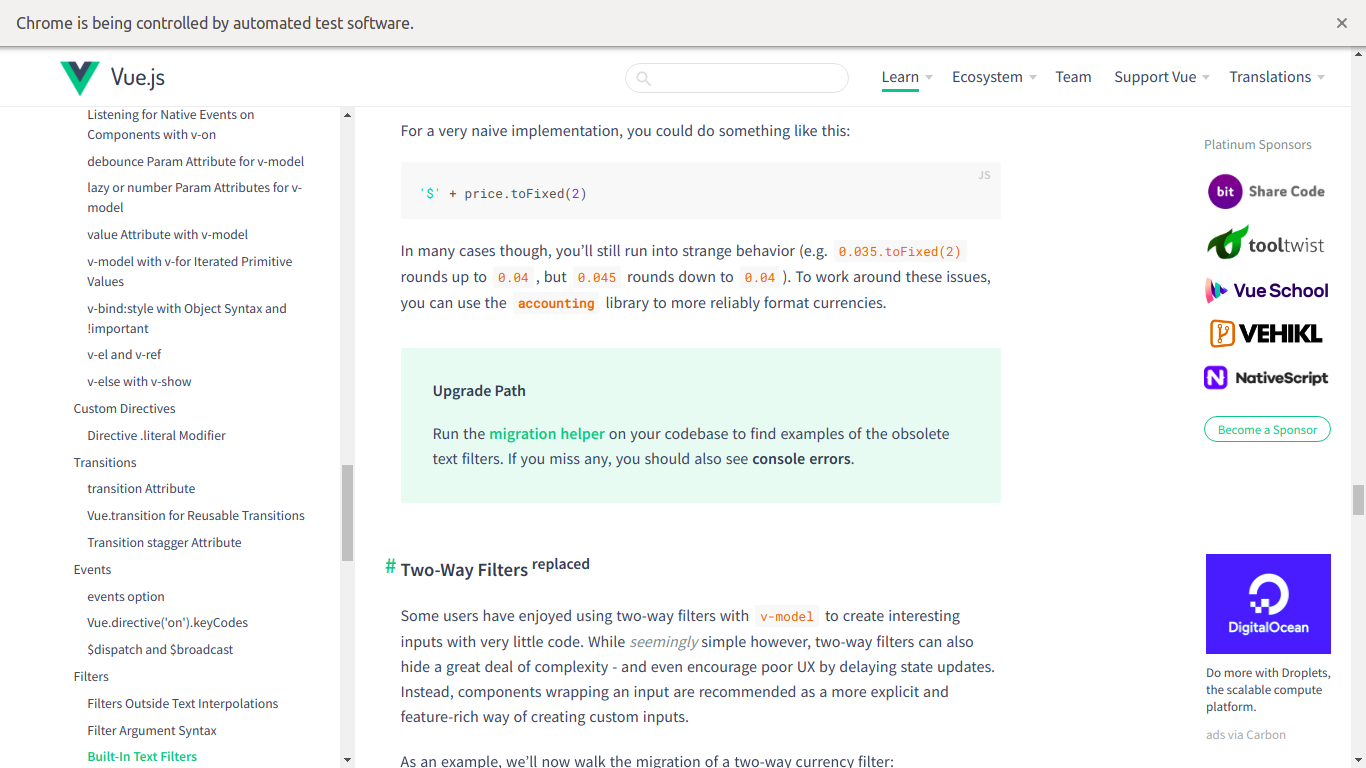 Chrome is being controlled by automated test software.
Vue.js
Learn
Ecosystem
Team
Support Vue
Translations
Listening for Native Events on
Components with v-on
debounce Param Attribute for v-model
lazy or number Param Attributes for v-
model
value Attribute with v-model
v-model with v-for Iterated Primitive
Values
v-bind:style with Object Syntax and
!important
v-el and v-ref
v-else with v-show
Custom Directives
Directive .literal Modifier
Transitions
transition Attribute
Vue.transition for Reusable Transitions
Transition stagger Attribute
Events
events option
Vue.directive('on').keyCodes
$dispatch and $broadcast
Filters
Filters Outside Text Interpolations
Filter Argument Syntax
Built-In Text Filters
For a very naive implementation, you could do something like this:
JS
'$' + price.toFixed(2)
In many cases though, you’ll still run into strange behavior (e.g. 0.035.toFixed(2)
rounds up to 0.04 , but 0.045 rounds down to 0.04 ). To work around these issues,
you can use the accounting library to more reliably format currencies.
Upgrade Path
Run the migration helper on your codebase to find examples of the obsolete
text filters. If you miss any, you should also see console errors.
# Two-Way Filters replaced
Some users have enjoyed using two-way filters with v-model to create interesting
inputs with very little code. While seemingly simple however, two-way filters can also
hide a great deal of complexity - and even encourage poor UX by delaying state updates.
Instead, components wrapping an input are recommended as a more explicit and
feature-rich way of creating custom inputs.
As an example, we’ll now walk the migration of a two-way currency filter:
Platinum Sponsors
bit Share Code
tooltwist
Vue School
VEHIKL
NativeScript
Become a Sponsor
DigitalOcean
Do more with Droplets,
the scalable compute
platform.
ads via Carbon